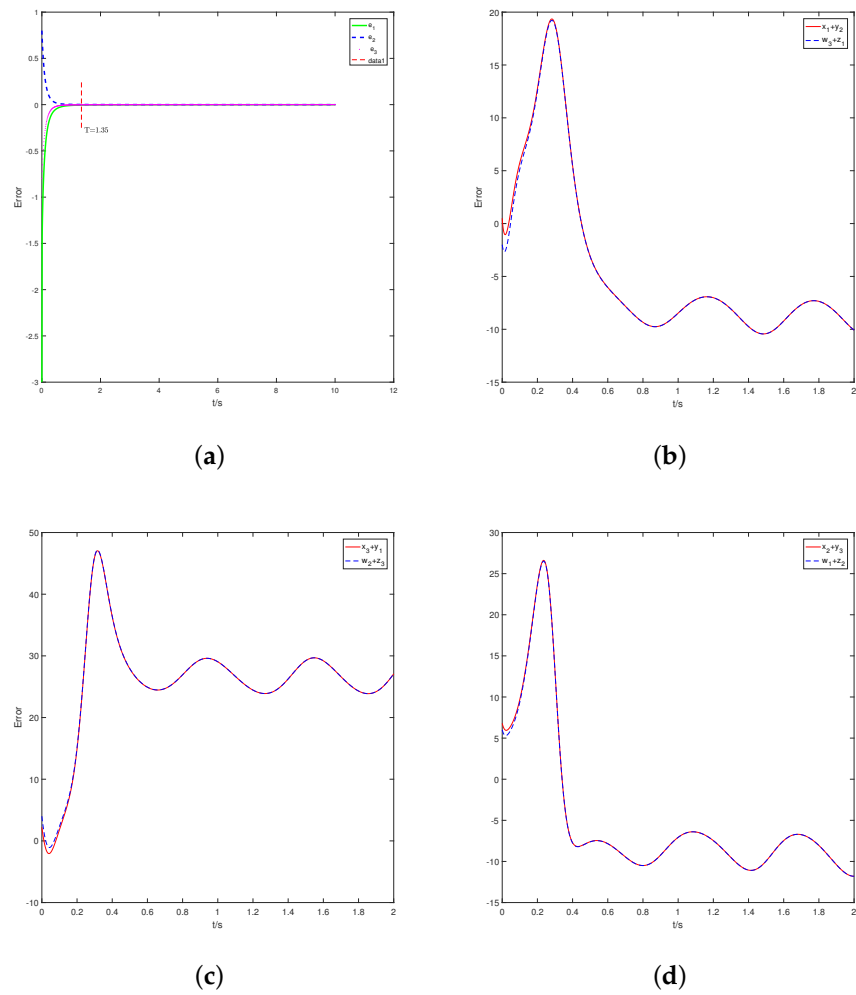 1
0.5
0
-0.5
-1
-1.5
-2
-2.5
-3
0 2 4 6 8 10 12
Error
t/s
e1
e2
e3
data1
T=1.35
(a)
20
15
10
5
0
-5
-10
-15
0 0.2 0.4 0.6 0.8 1 1.2 1.4 1.6 1.8 2
Error
t/s
x1+y2
w3+z1
(b)
50
40
30
20
10
0
-10
0 0.2 0.4 0.6 0.8 1 1.2 1.4 1.6 1.8 2
Error
t/s
x3+y1
w2+z3
(c)
30
25
20
15
10
5
0
-5
-10
-15
0 0.2 0.4 0.6 0.8 1 1.2 1.4 1.6 1.8 2
t/s
x2+y3
w1+z2
(d)